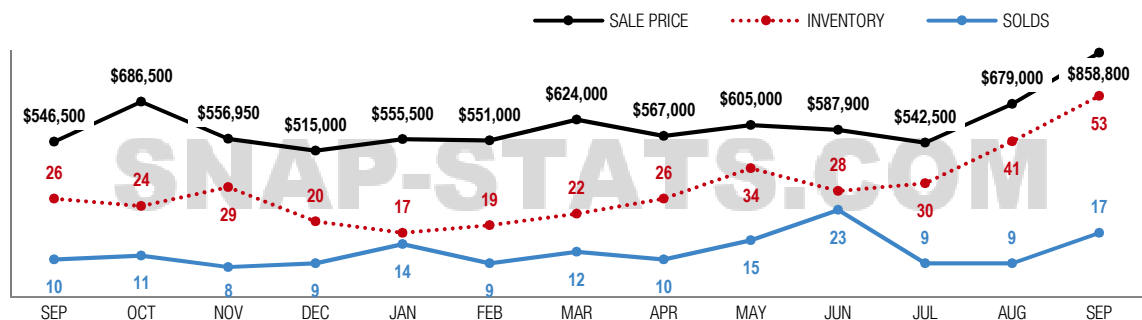 SALE PRICE INVENTORY SOLDS
$546,500 $686,500 $556,950 $515,000 $555,500 $551,000 $624,000 $567,000 $605,000 $587,900 $542,500 $679,000 $858,800
SNAP-STATS.COM
26 24 29 20 17 19 22 26 34 28 30 41 53
10 11 8 9 14 9 12 10 15 23 9 9 17
SEP OCT NOV DEC JAN FEB MAR APR MAY JUN JUL AUG SEP